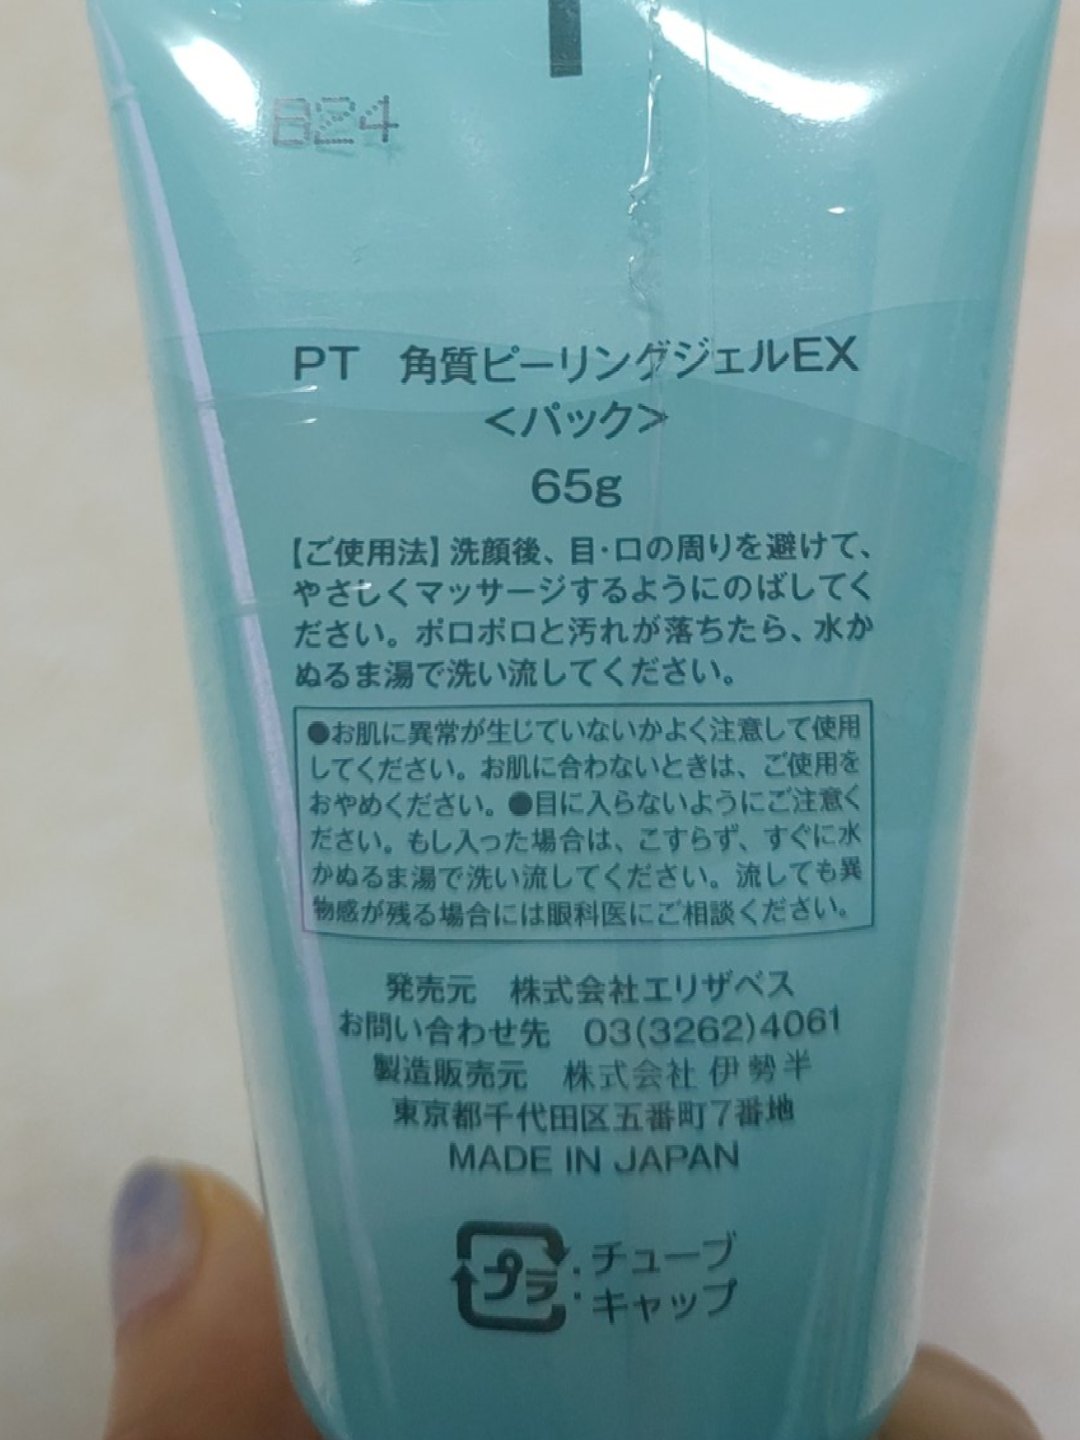 B24
PT 角質ピーリングジェルEX
<パック>
65g
【ご使用法】洗顔後、目・口の周りを避けて、
やさしくマッサージするようにのばしてく
ださい。ポロポロと汚れが落ちたら、水か
ぬるま湯で洗い流してください。
●お肌に異常が生じていないかよく注意して使用
してください。お肌に合わないときは、ご使用を
おやめください。●目に入らないようにご注意く
ださい。もし入った場合は、こすらず、すぐに水
かぬるま湯で洗い流してください。流しても異
物感が残る場合には眼科医にご相談ください。
発売元 株式会社エリザベス
お問い合わせ先 03(3262)4061
製造販売元 株式会社 伊勢半
東京都千代田区五番町7番地
MADE IN JAPAN
プラ :チューブ
:キャップ